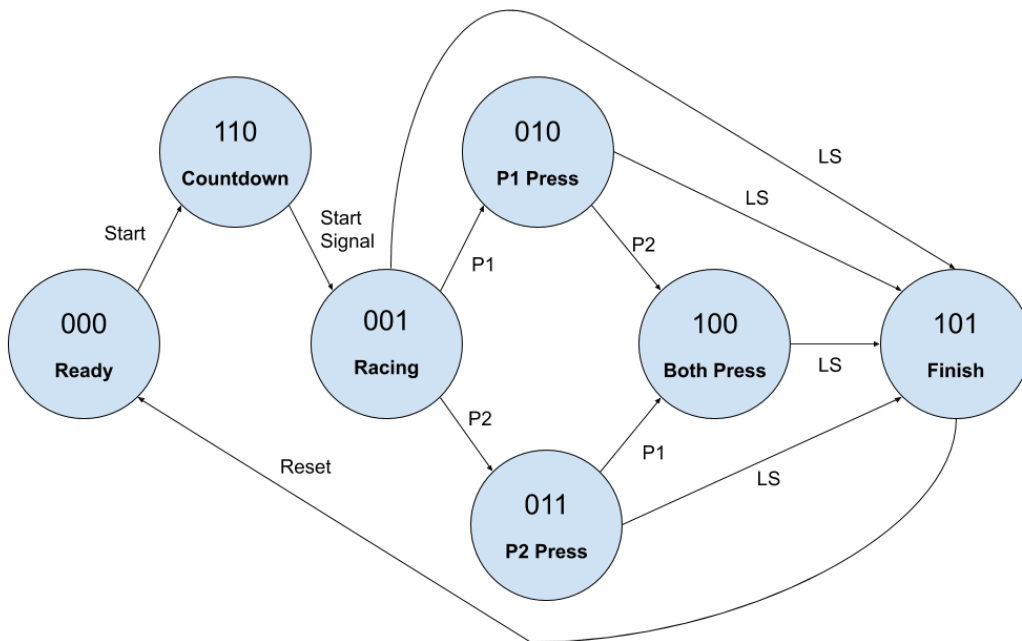 110
Countdown
010
P1 Press
LS
LS
Start
Start
Signal
P1
P2
000
Ready
001
Racing
100
Both Press
LS
101
Finish
P2
P1
Reset
LS
011
P2 Press